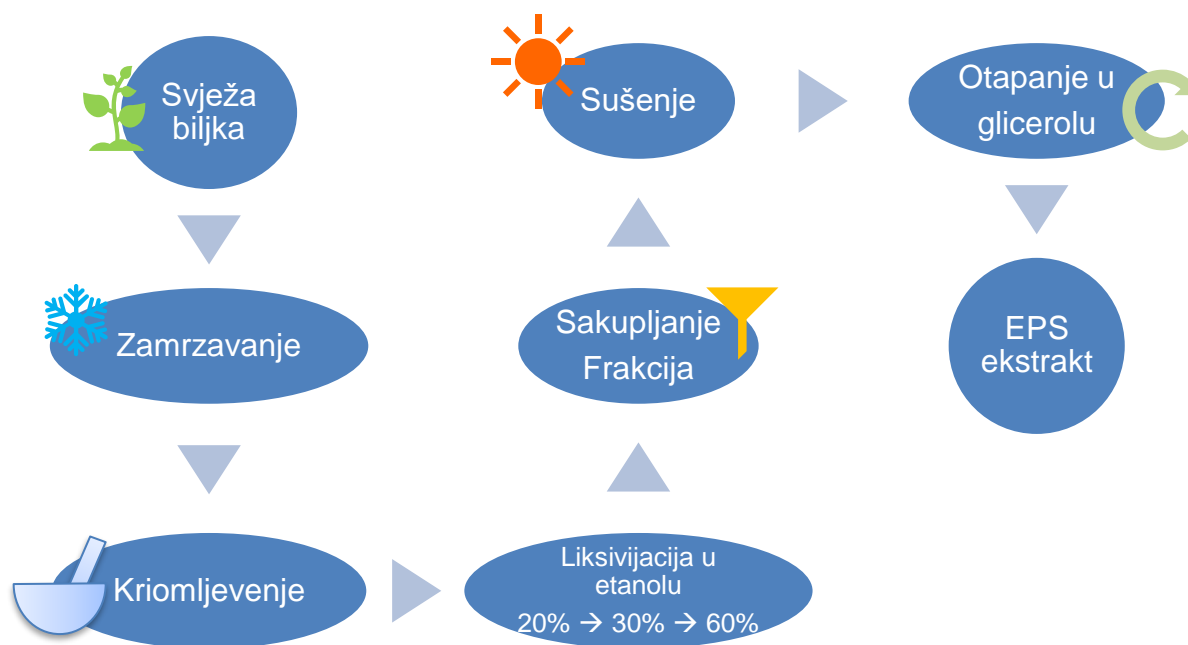 Svježa
biljka
Zamrzavanje
Kriomljevenje
Liksivijacija u
etanolu
20% → 30% → 60%
Sakupljanje
Frakcija
Sušenje
Otapanje u
glicerolu
EPS
ekstrakt